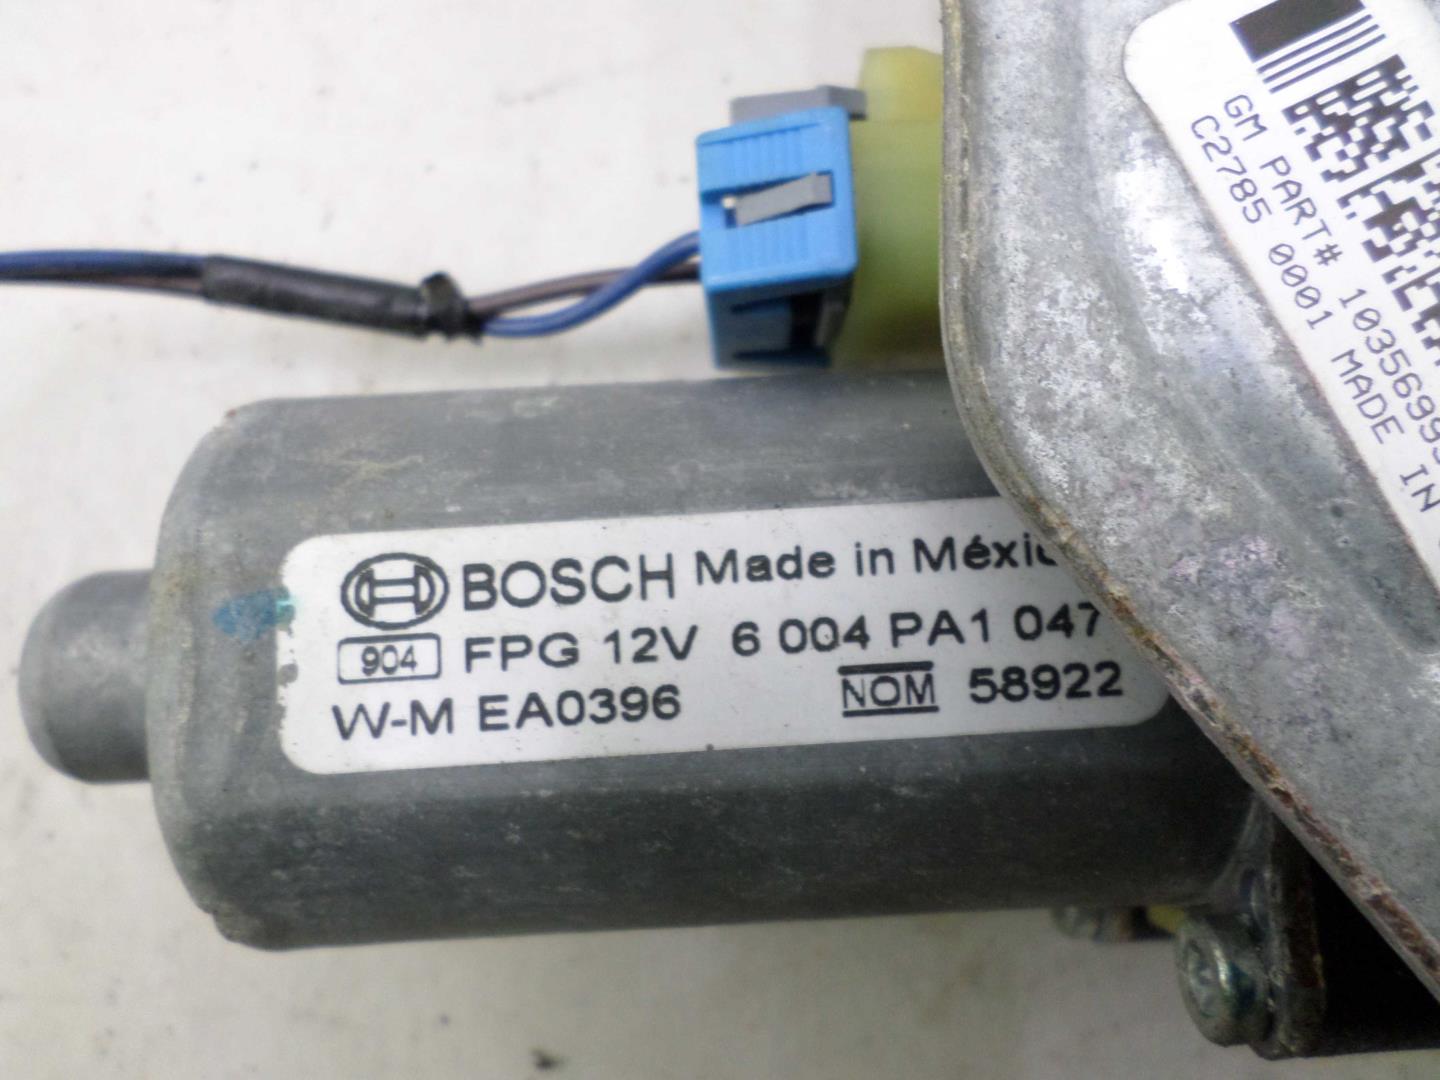 BOSCH Made in Méxic
904 FPG 12V 6 004 PA1 047
W-M EA0396 NOM 58922
GM PART# 1035699
C2785 0001 MADE IN